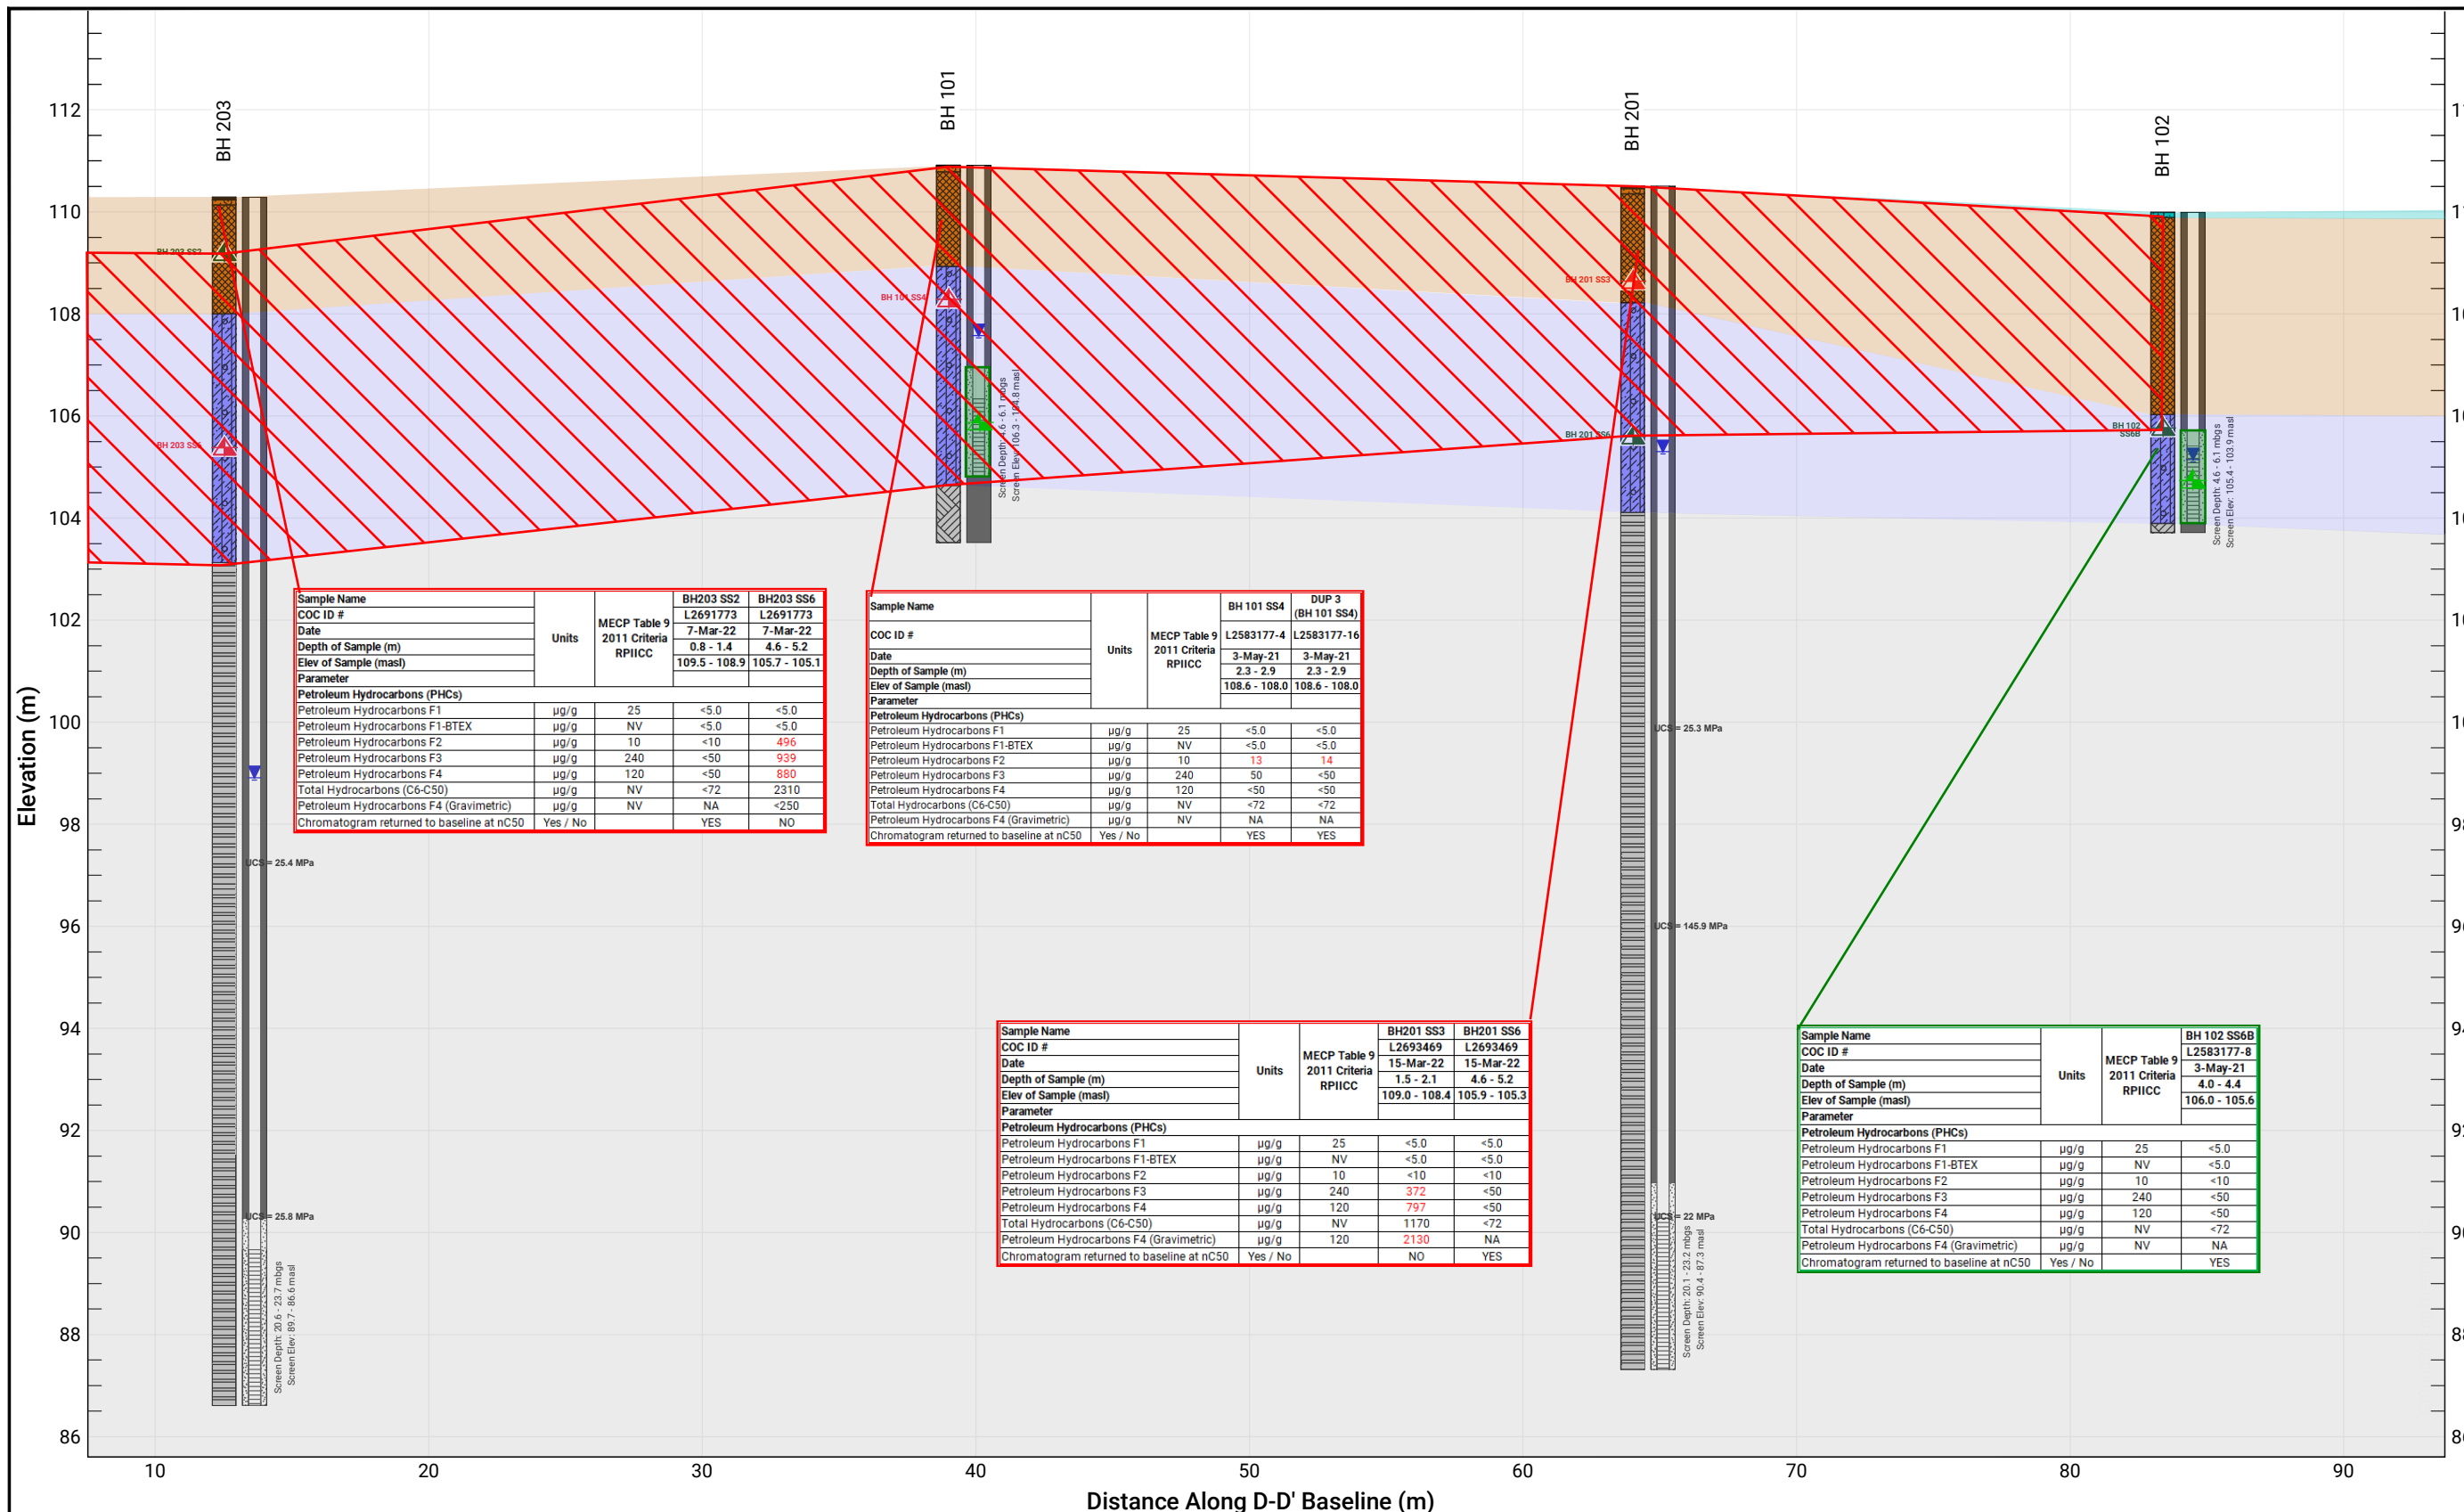 BH 203
BH 101
BH 201
BH 102
112
110
108
106
104
102
100
98
96
94
92
90
88
86
Elevation (m)
BH 203 SS2
BH 203 SS6
BH 101 SS4
BH 201 SS3
BH 201 SS6
BH 102
SS6B
Screen Depth: 4.6 - 6.1 mbgs
Screen Elev: 106.3 - 104.8 masl
Screen Depth: 4.6 - 6.1 mbgs
Screen Elev: 105.4 - 103.9 masl
Sample Name Units MECP Table 9 2011 Criteria RPIICC BH203 SS2 BH203 SS6
COC ID # L2691773 L2691773
Date 7-Mar-22 7-Mar-22
Depth of Sample (m) 0.8 - 1.4 4.6 - 5.2
Elev of Sample (masl) 109.5 - 108.9 105.7 - 105.1
Parameter
Petroleum Hydrocarbons (PHCs)
Petroleum Hydrocarbons F1 µg/g 25 <5.0 <5.0
Petroleum Hydrocarbons F1-BTEX µg/g NV <5.0 <5.0
Petroleum Hydrocarbons F2 µg/g 10 <10 496
Petroleum Hydrocarbons F3 µg/g 240 <50 939
Petroleum Hydrocarbons F4 µg/g 120 <50 880
Total Hydrocarbons (C6-C50) µg/g NV <72 2310
Petroleum Hydrocarbons F4 (Gravimetric) µg/g NV NA <250
Chromatogram returned to baseline at nC50 Yes / No YES NO
Sample Name Units MECP Table 9 2011 Criteria RPIICC BH 101 SS4 DUP 3 (BH 101 SS4)
COC ID # L2583177-4 L2583177-16
Date 3-May-21 3-May-21
Depth of Sample (m) 2.3 - 2.9 2.3 - 2.9
Elev of Sample (masl) 108.6 - 108.0 108.6 - 108.0
Parameter
Petroleum Hydrocarbons (PHCs)
Petroleum Hydrocarbons F1 µg/g 25 <5.0 <5.0
Petroleum Hydrocarbons F1-BTEX µg/g NV <5.0 <5.0
Petroleum Hydrocarbons F2 µg/g 10 13 14
Petroleum Hydrocarbons F3 µg/g 240 50 <50
Petroleum Hydrocarbons F4 µg/g 120 <50 <50
Total Hydrocarbons (C6-C50) µg/g NV <72 <72
Petroleum Hydrocarbons F4 (Gravimetric) µg/g NV NA NA
Chromatogram returned to baseline at nC50 Yes / No YES YES
UCS = 25.4 MPa
UCS = 25.8 MPa
Screen Depth: 20.6 - 23.7 mbgs
Screen Elev: 89.7 - 86.6 masl
UCS = 25.3 MPa
UCS = 145.9 MPa
UCS = 22 MPa
Screen Depth: 20.1 - 23.2 mbgs
Screen Elev: 90.4 - 87.3 masl
Sample Name Units MECP Table 9 2011 Criteria RPIICC BH201 SS3 BH201 SS6
COC ID # L2693469 L2693469
Date 15-Mar-22 15-Mar-22
Depth of Sample (m) 1.5 - 2.1 4.6 - 5.2
Elev of Sample (masl) 109.0 - 108.4 105.9 - 105.3
Parameter
Petroleum Hydrocarbons (PHCs)
Petroleum Hydrocarbons F1 µg/g 25 <5.0 <5.0
Petroleum Hydrocarbons F1-BTEX µg/g NV <5.0 <5.0
Petroleum Hydrocarbons F2 µg/g 10 <10 <10
Petroleum Hydrocarbons F3 µg/g 240 372 <50
Petroleum Hydrocarbons F4 µg/g 120 797 <50
Total Hydrocarbons (C6-C50) µg/g NV 1170 <72
Petroleum Hydrocarbons F4 (Gravimetric) µg/g 120 2130 NA
Chromatogram returned to baseline at nC50 Yes / No NO YES
Sample Name Units MECP Table 9 2011 Criteria RPIICC BH 102 SS6B
COC ID # L2583177-8
Date 3-May-21
Depth of Sample (m) 4.0 - 4.4
Elev of Sample (masl) 106.0 - 105.6
Parameter
Petroleum Hydrocarbons (PHCs)
Petroleum Hydrocarbons F1 µg/g 25 <5.0
Petroleum Hydrocarbons F1-BTEX µg/g NV <5.0
Petroleum Hydrocarbons F2 µg/g 10 <10
Petroleum Hydrocarbons F3 µg/g 240 <50
Petroleum Hydrocarbons F4 µg/g 120 <50
Total Hydrocarbons (C6-C50) µg/g NV <72
Petroleum Hydrocarbons F4 (Gravimetric) µg/g NV NA
Chromatogram returned to baseline at nC50 Yes / No YES
10 20 30 40 50 60 70 80 90
Distance Along D-D' Baseline (m)